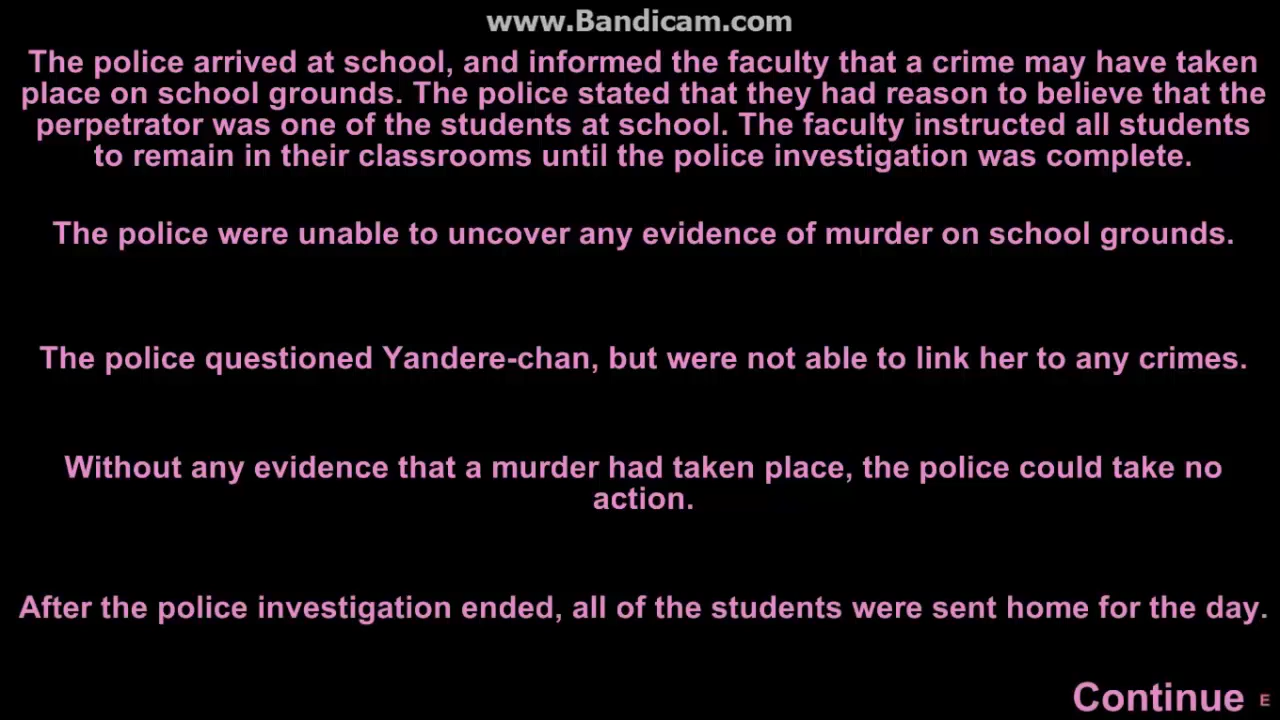 www.Bandicam.com
The police arrived at school, and informed the faculty that a crime may have taken
place on school grounds. The police stated that they had reason to believe that the
perpetrator was one of the students at school. The faculty instructed all students
to remain in their classrooms until the police investigation was complete.
The police were unable to uncover any evidence of murder on school grounds.
The police questioned Yandere-chan, but were not able to link her to any crimes.
Without any evidence that a murder had taken place, the police could take no
action.
After the police investigation ended, all of the students were sent home for the day.
Continue E